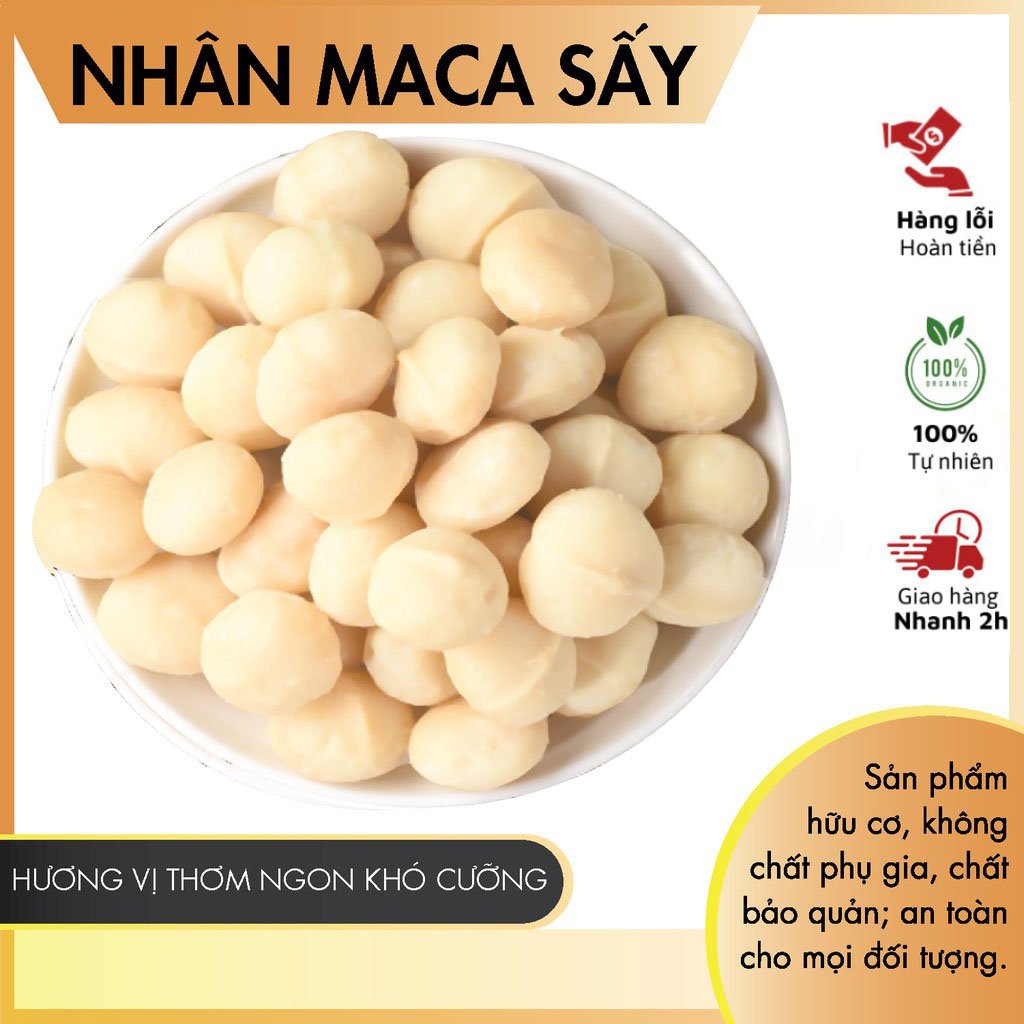 NHÂN MACA SẤY
Hàng lỗi
Hoàn tiền
100%
ORGANIC
100%
Tự nhiên
Giao hàng
Nhanh 2h
HƯƠNG VỊ THƠM NGON KHÓ CƯỠNG
Sản phẩm
hữu cơ, không
chất phụ gia, chất
bảo quản; an toàn
cho mọi đối tượng.